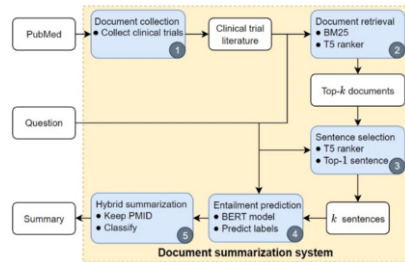 PubMed
Document collection
● Collect clinical trials
1
Clinical trial
literature
Document retrieval
● BM25
● T5 ranker
2
Top-k documents
Question
Sentence selection
● T5 ranker
● Top-1 sentence
3
Summary
Hybrid summarization
● Keep PMID
● Classify
5
Entailment prediction
● BERT model
● Predict labels
4
k sentences
Document summarization system